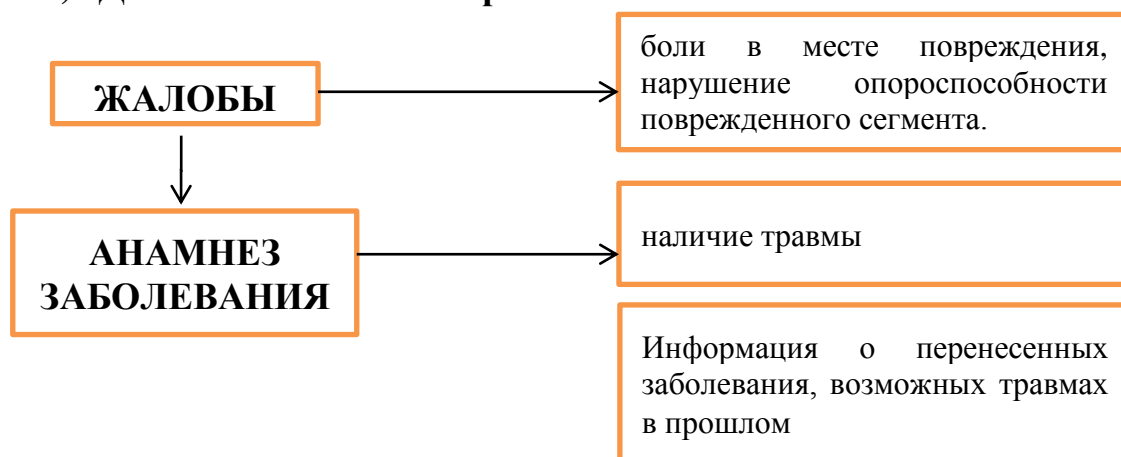 ЖАЛОБЫ
боли в месте повреждения,
нарушение опороспособности
поврежденного сегмента.
АНАМНЕЗ
ЗАБОЛЕВАНИЯ
наличие травмы
Информация о перенесенных
заболевания, возможных травмах
в прошлом